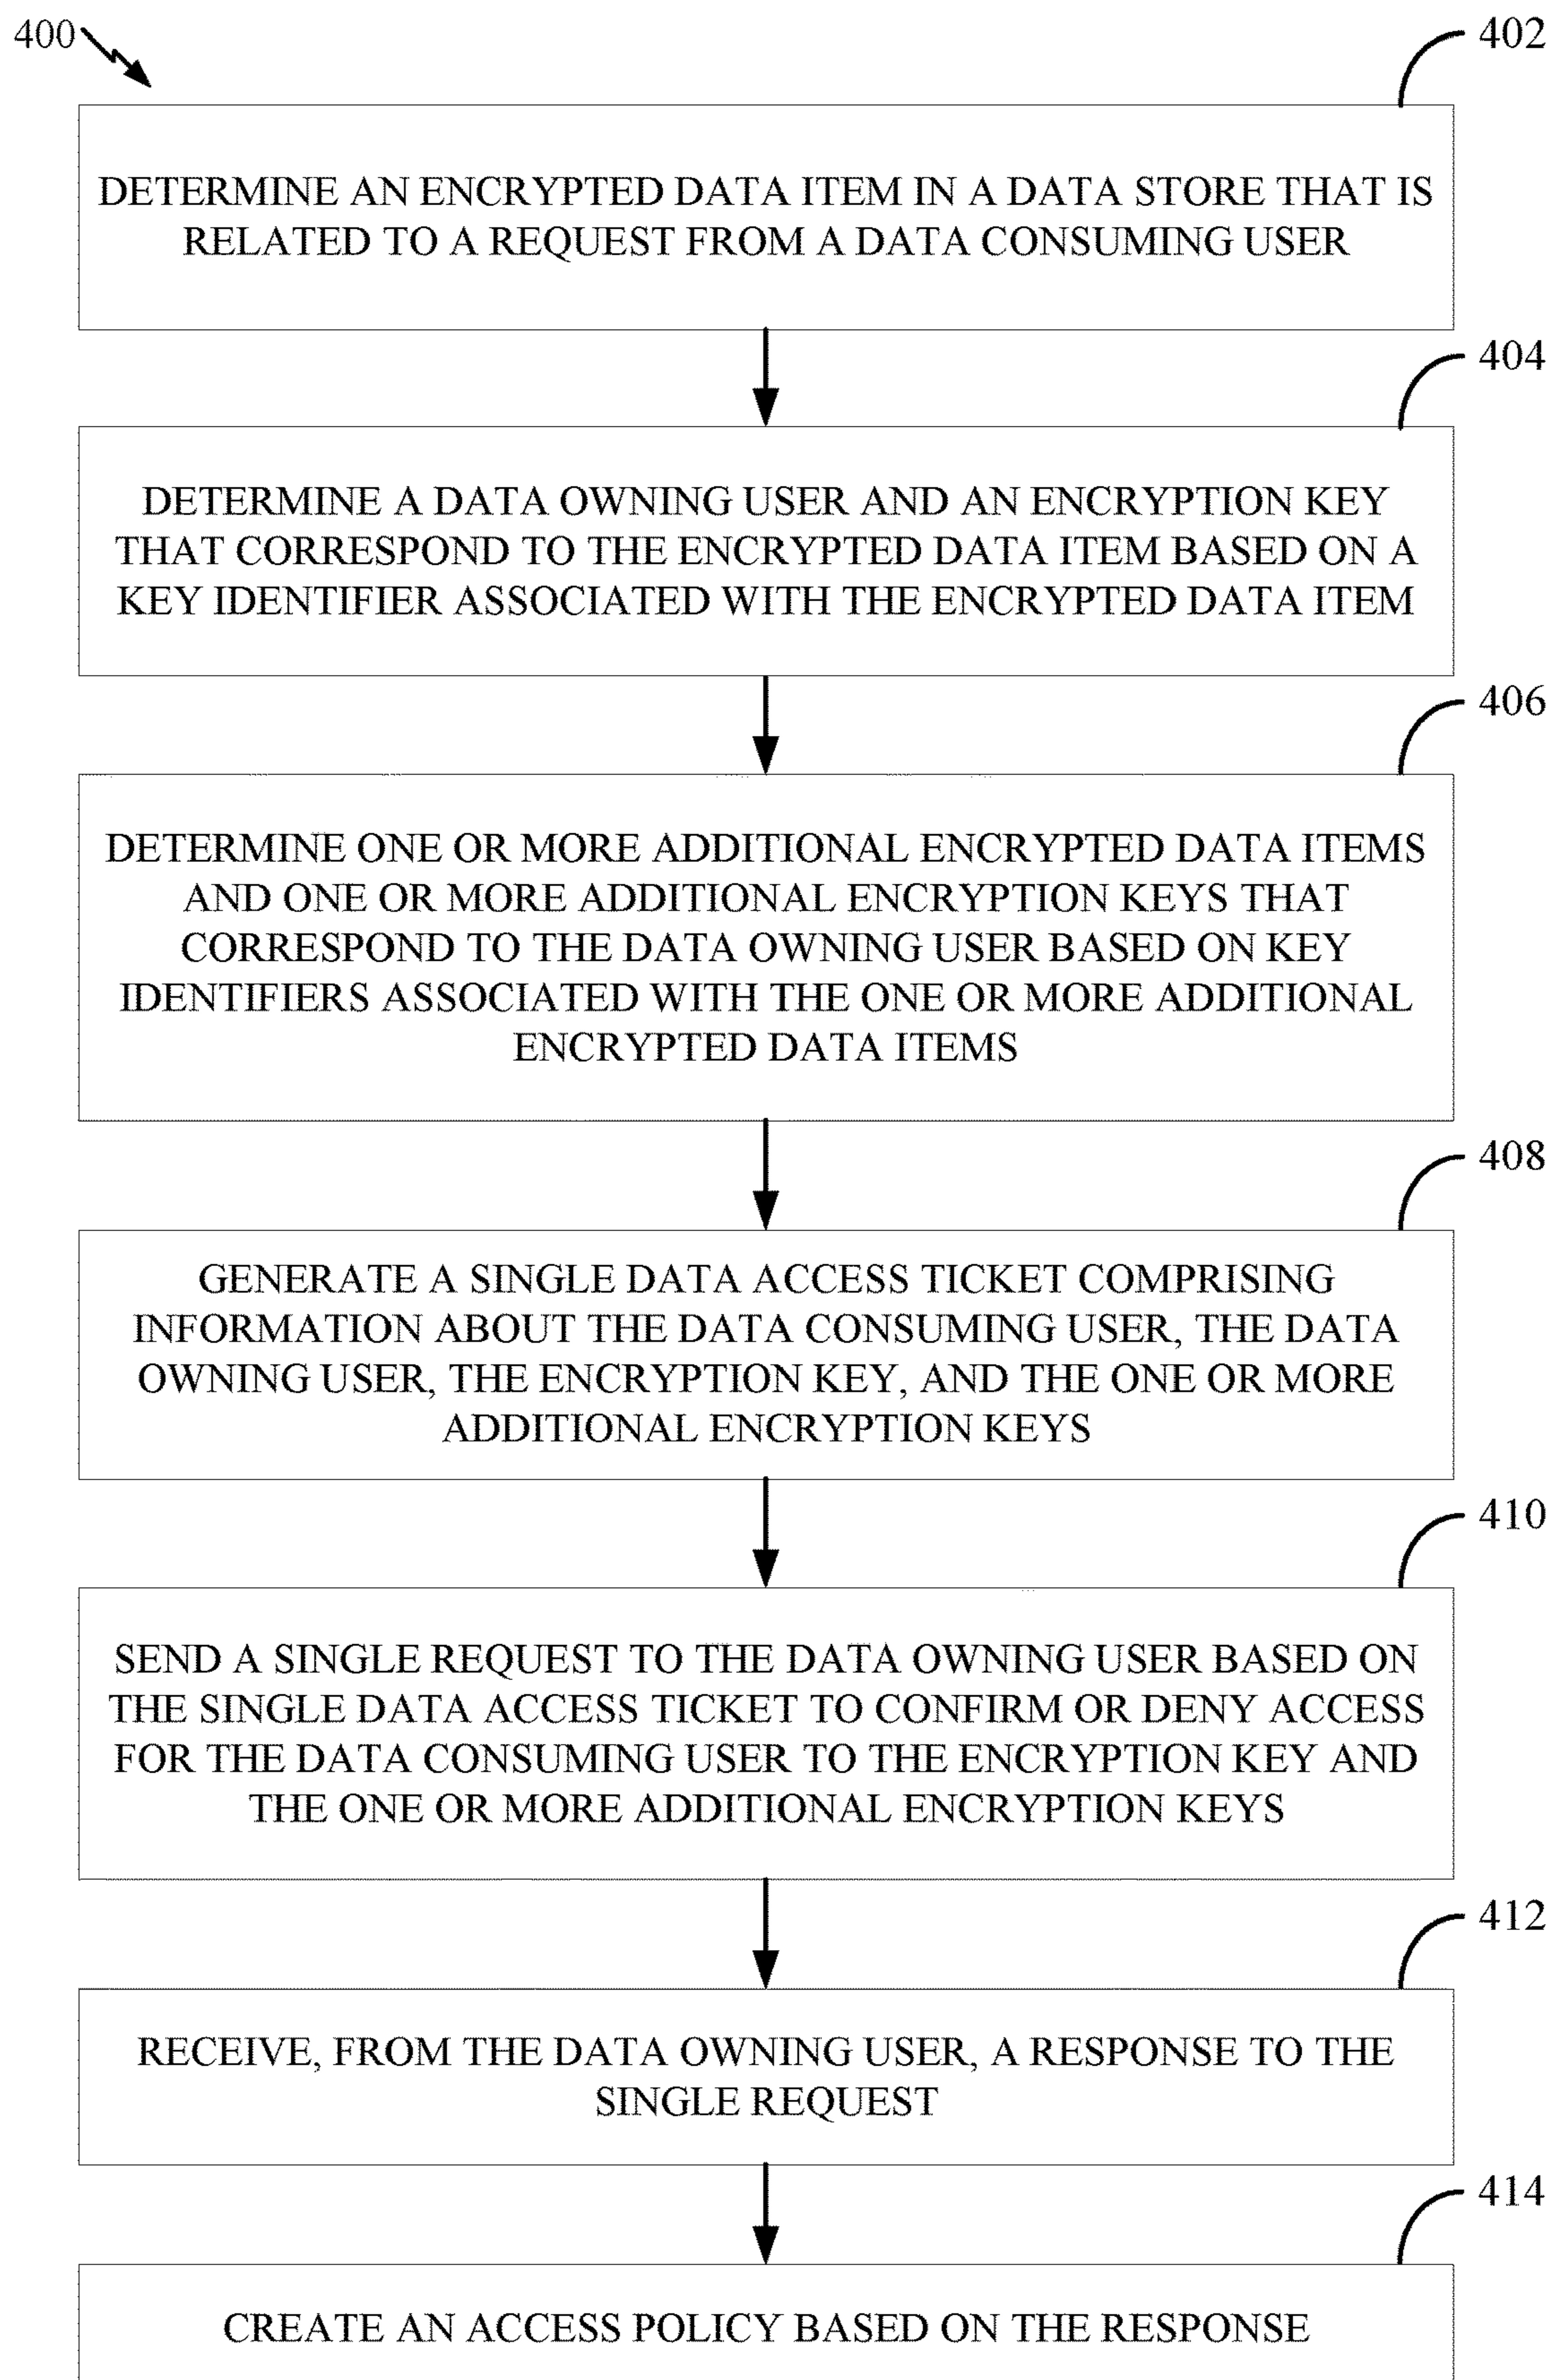 400
402
DETERMINE AN ENCRYPTED DATA ITEM IN A DATA STORE THAT IS
RELATED TO A REQUEST FROM A DATA CONSUMING USER
404
DETERMINE A DATA OWNING USER AND AN ENCRYPTION KEY
THAT CORRESPOND TO THE ENCRYPTED DATA ITEM BASED ON A
KEY IDENTIFIER ASSOCIATED WITH THE ENCRYPTED DATA ITEM
406
DETERMINE ONE OR MORE ADDITIONAL ENCRYPTED DATA ITEMS
AND ONE OR MORE ADDITIONAL ENCRYPTION KEYS THAT
CORRESPOND TO THE DATA OWNING USER BASED ON KEY
IDENTIFIERS ASSOCIATED WITH THE ONE OR MORE ADDITIONAL
ENCRYPTED DATA ITEMS
408
GENERATE A SINGLE DATA ACCESS TICKET COMPRISING
INFORMATION ABOUT THE DATA CONSUMING USER, THE DATA
OWNING USER, THE ENCRYPTION KEY, AND THE ONE OR MORE
ADDITIONAL ENCRYPTION KEYS
410
SEND A SINGLE REQUEST TO THE DATA OWNING USER BASED ON
THE SINGLE DATA ACCESS TICKET TO CONFIRM OR DENY ACCESS
FOR THE DATA CONSUMING USER TO THE ENCRYPTION KEY AND
THE ONE OR MORE ADDITIONAL ENCRYPTION KEYS
412
RECEIVE, FROM THE DATA OWNING USER, A RESPONSE TO THE
SINGLE REQUEST
414
CREATE AN ACCESS POLICY BASED ON THE RESPONSE